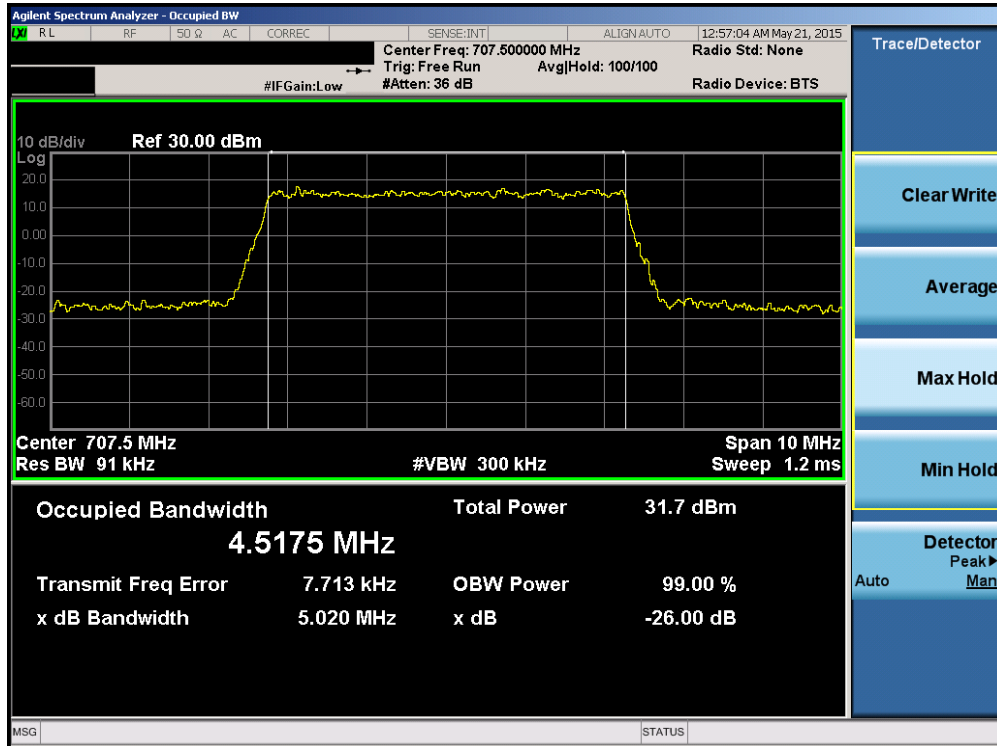 Agilent Spectrum Analyzer - Occupied BW
LXI RL RF 50 Ω AC CORREC SENSE:INT ALIGN AUTO 12:57:04 AM May 21, 2015
Center Freq: 707.500000 MHz Radio Std: None
Trig: Free Run Avg|Hold: 100/100
#IFGain:Low #Atten: 36 dB Radio Device: BTS
10 dB/div Ref 30.00 dBm
Log
20.0
10.0
0.00
-10.0
-20.0
-30.0
-40.0
-50.0
-60.0
Center 707.5 MHz Span 10 MHz
Res BW 91 kHz #VBW 300 kHz Sweep 1.2 ms
Occupied Bandwidth Total Power 31.7 dBm
4.5175 MHz
Transmit Freq Error 7.713 kHz OBW Power 99.00 %
x dB Bandwidth 5.020 MHz x dB -26.00 dB
MSG STATUS
Trace/Detector
Clear Write
Average
Max Hold
Min Hold
Detector
Peak▶
Auto Man